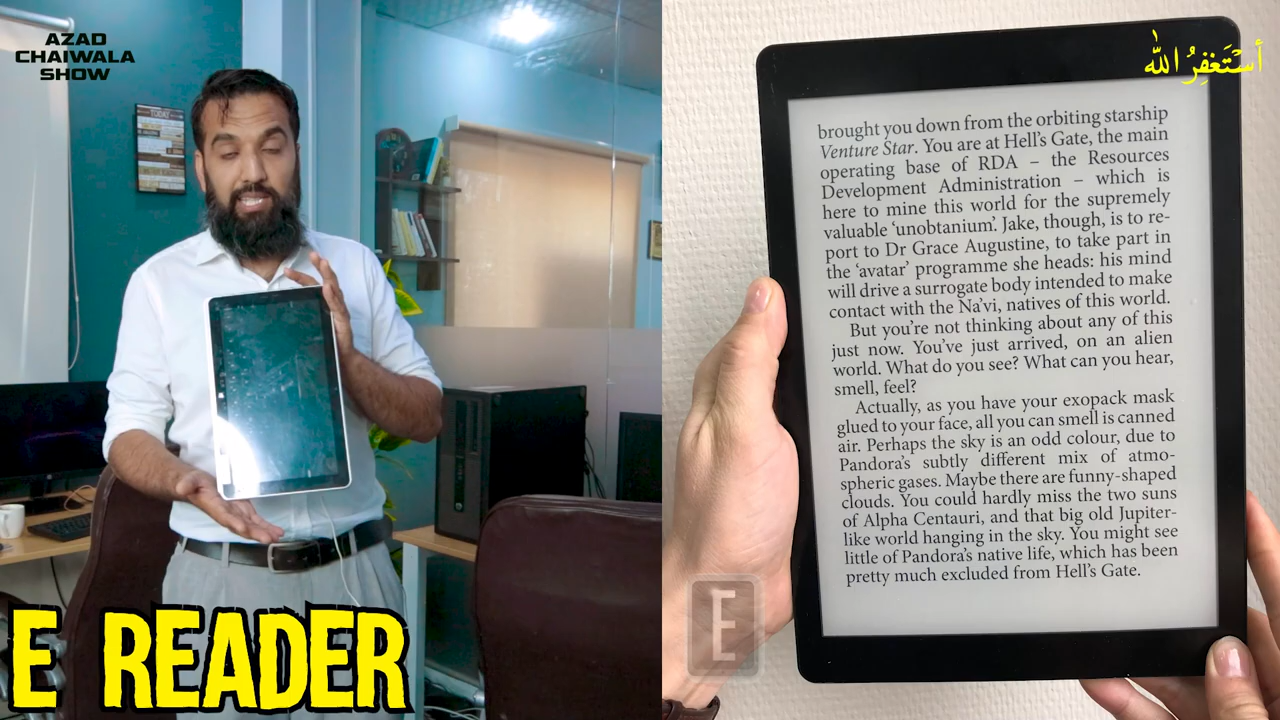 AZAD
CHAIWALA
SHOW
TODAY
E READER
أستغفر الله
brought you down from the orbiting starship
Venture Star. You are at Hell's Gate, the main
operating base of RDA – the Resources
Development Administration – which is
here to mine this world for the supremely
valuable 'unobtanium'. Jake, though, is to re-
port to Dr Grace Augustine, to take part in
the 'avatar' programme she heads: his mind
will drive a surrogate body intended to make
contact with the Na'vi, natives of this world.
But you're not thinking about any of this
just now. You've just arrived, on an alien
world. What do you see? What can you hear,
smell, feel?
Actually, as you have your exopack mask
glued to your face, all you can smell is canned
air. Perhaps the sky is an odd colour, due to
Pandora's subtly different mix of atmo-
spheric gases. Maybe there are funny-shaped
clouds. You could hardly miss the two suns
of Alpha Centauri, and that big old Jupiter-
like world hanging in the sky. You might see
little of Pandora's native life, which has been
pretty much excluded from Hell's Gate.
E